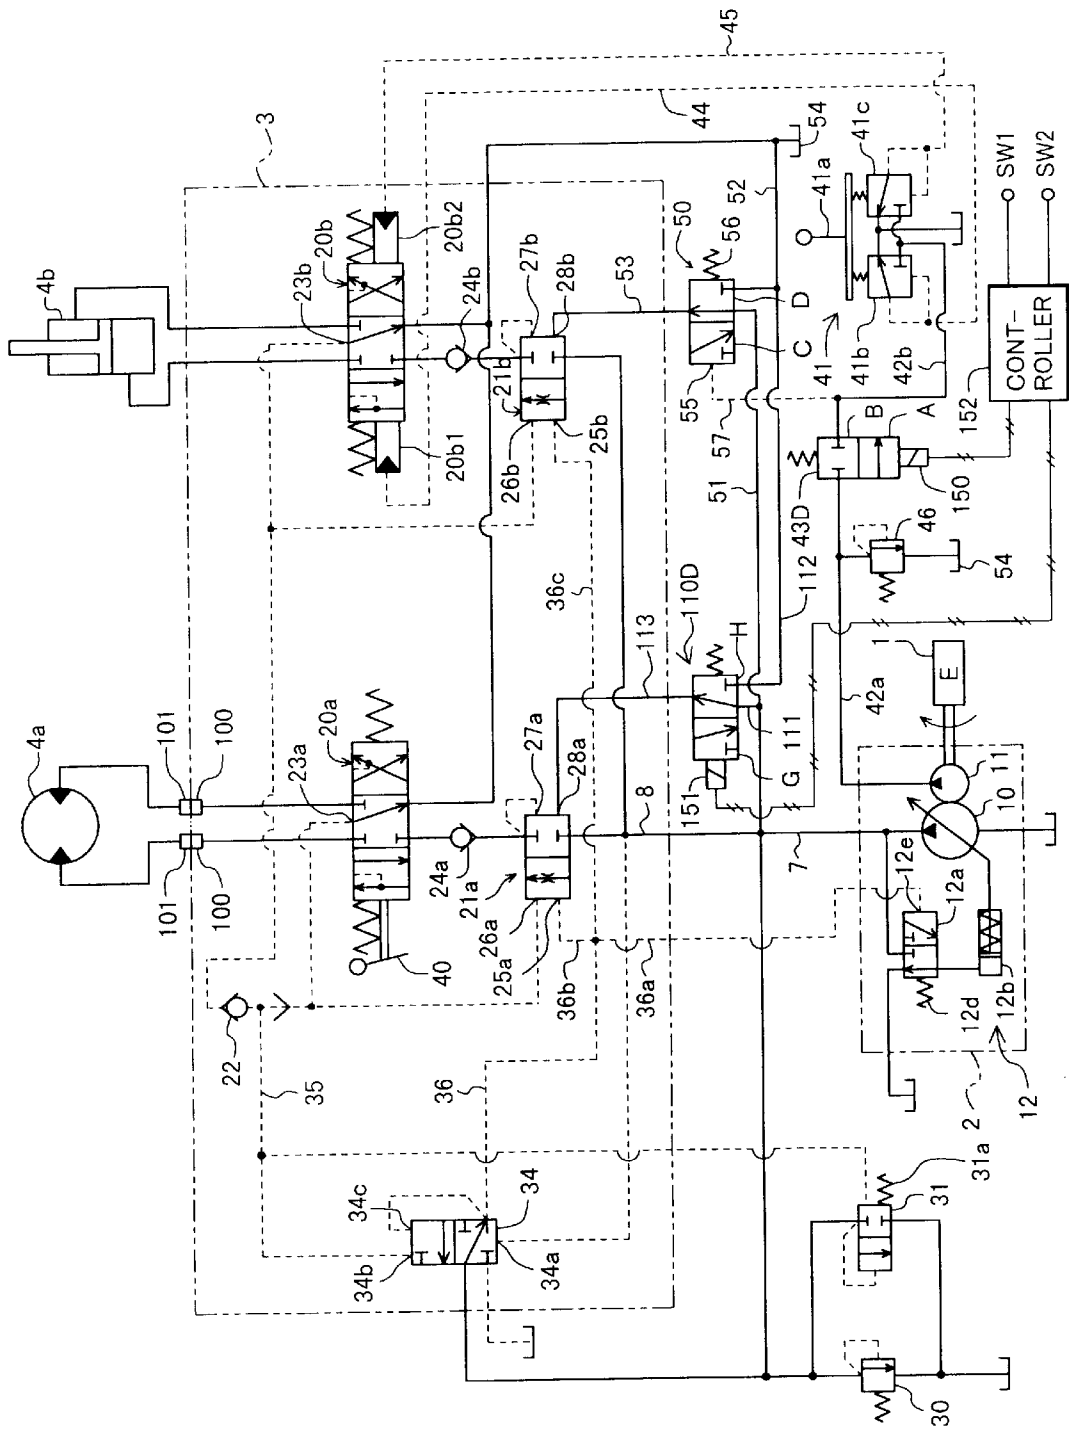 45
44
3
4b
20b
20b2
23b
24b
27b
28b
21b
26b
25b
20b1
53
50
56
52
54
D
C
55
57
51
41a
41c
41
41b
42b
SW1
SW2
CONT-
ROLLER
152
B
A
150
43D
46
54
112
110D
H
113
36c
4a
101
100
20a
23a
27a
28a
24a
21a
26a
25a
101
100
40
22
35
36
36b
36a
8
7
151
G
111
42a
1
E
11
10
12e
12a
12b
12d
12
2
34c
34
34b
34a
31a
31
30